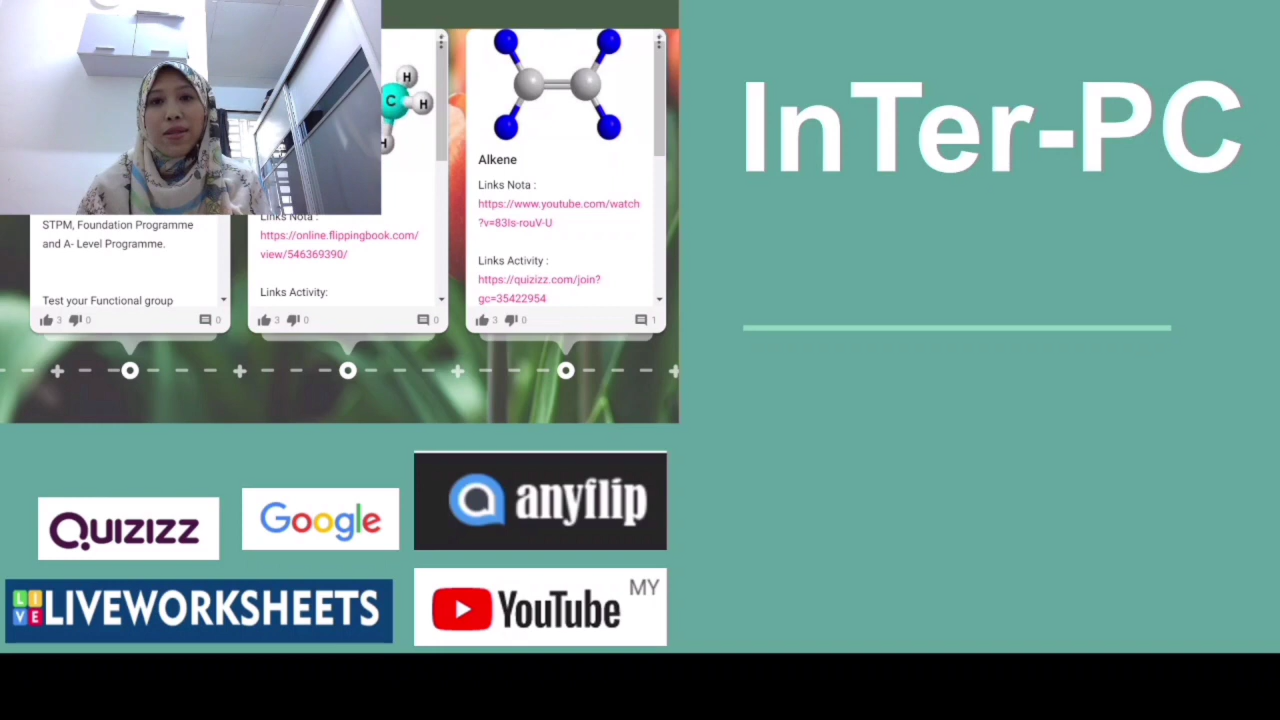 InTer-PC
STPM, Foundation Programme
and A- Level Programme.
Test your Functional group
3 0 0
H
C H
H
Links Nota :
https://online.flippingbook.com/
view/546369390/
Links Activity:
3 0 0
Alkene
Links Nota :
https://www.youtube.com/watch
?v=83Is-rouV-U
Links Activity :
https://quizizz.com/join?
gc=35422954
3 0 1
QUIZIZZ
Google
anyflip
LIVE LIVEWORKSHEETS
YouTube MY